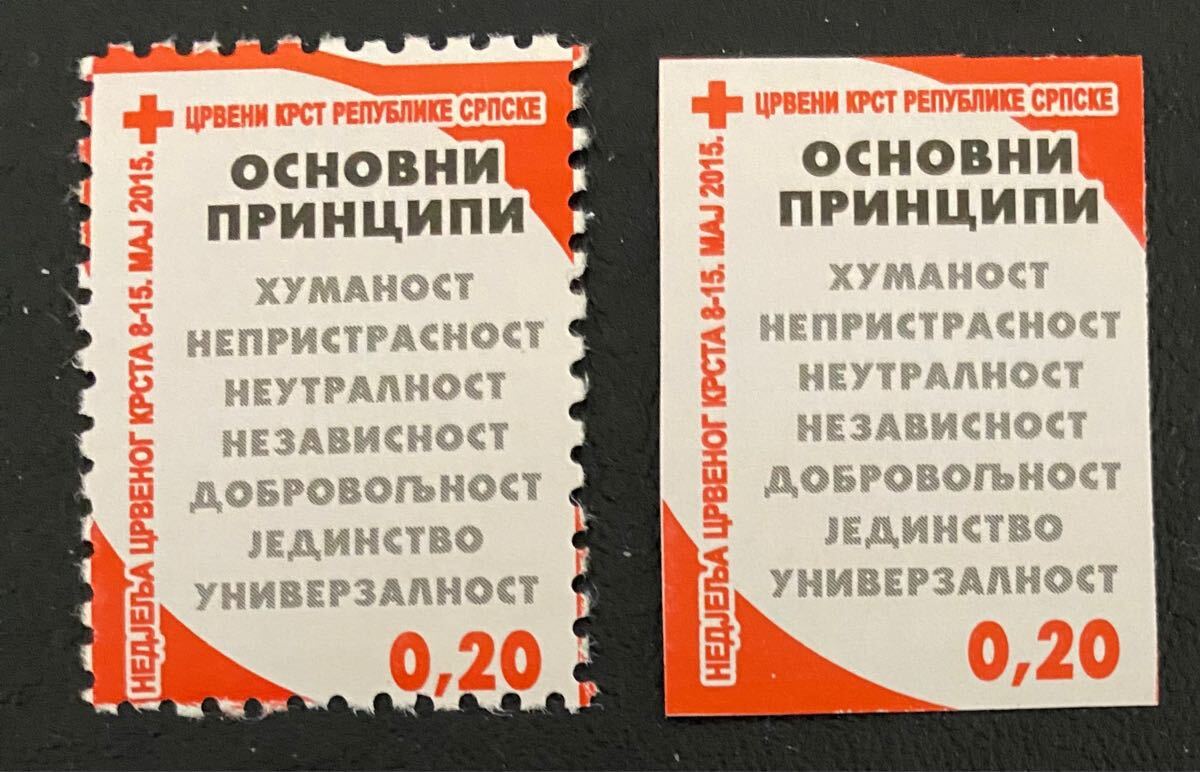 ЦРВЕНИ КРСТ РЕПУБЛИКЕ СРПСКЕ
НЕДЈЕЉА ЦРВЕНОГ КРСТА 8-15. МАЈ 2015.
ОСНОВНИ
ПРИНЦИПИ
ХУМАНОСТ
НЕПРИСТРАСНОСТ
НЕУТРАЛНОСТ
НЕЗАВИСНОСТ
ДОБРОВОЉНОСТ
ЈЕДИНСТВО
УНИВЕРЗАЛНОСТ
0,20
ЦРВЕНИ КРСТ РЕПУБЛИКЕ СРПСКЕ
НЕДЈЕЉА ЦРВЕНОГ КРСТА 8-15. МАЈ 2015.
ОСНОВНИ
ПРИНЦИПИ
ХУМАНОСТ
НЕПРИСТРАСНОСТ
НЕУТРАЛНОСТ
НЕЗАВИСНОСТ
ДОБРОВОЉНОСТ
ЈЕДИНСТВО
УНИВЕРЗАЛНОСТ
0,20